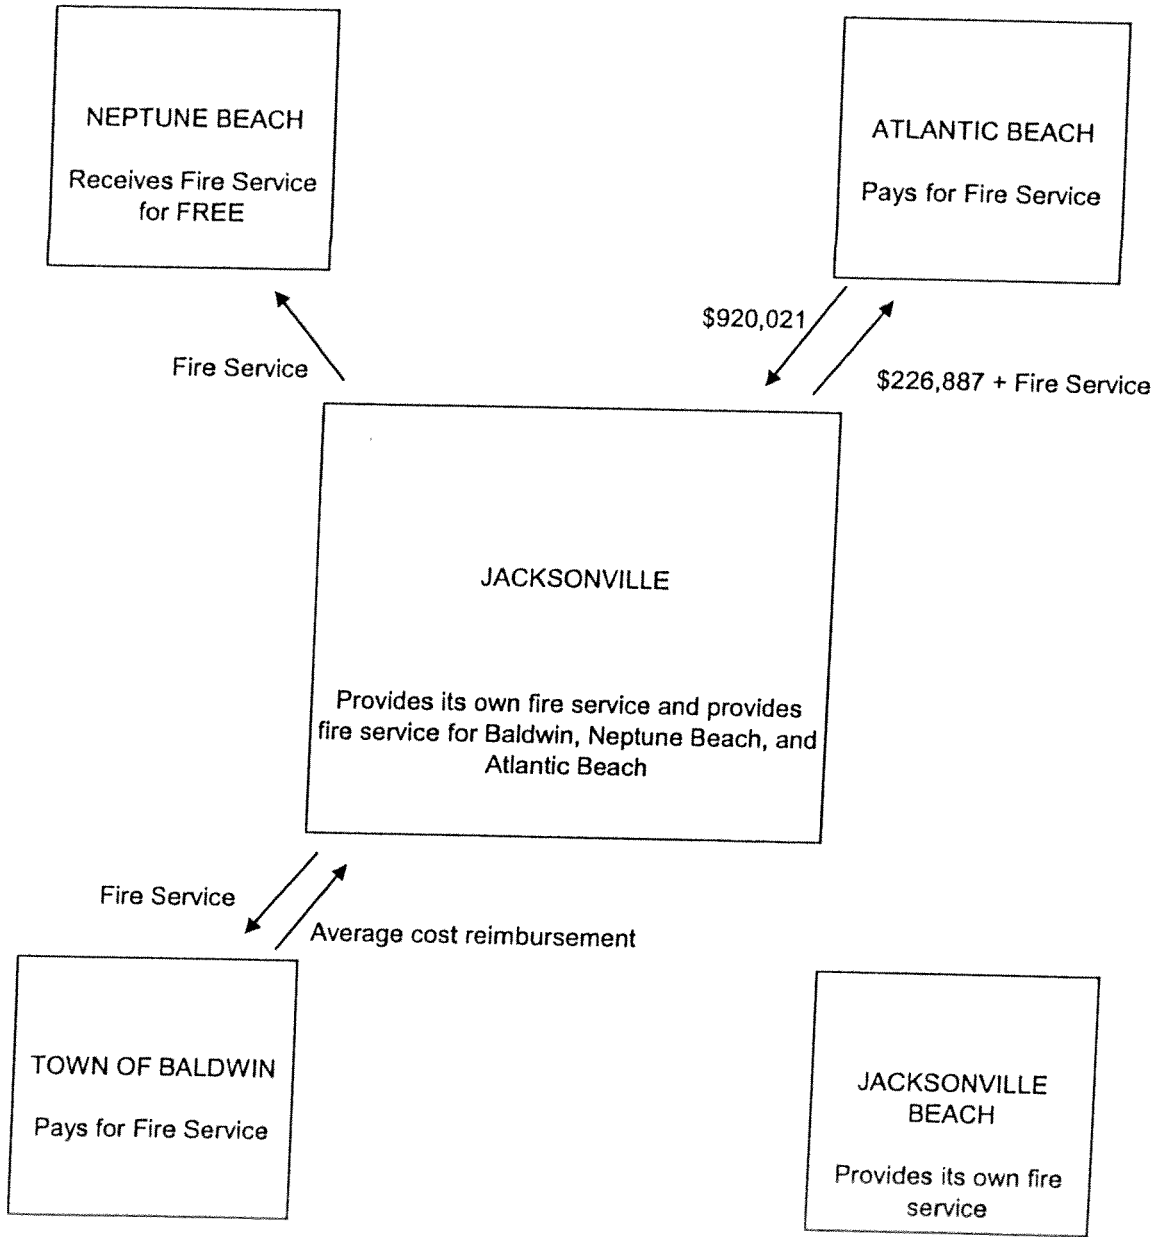 NEPTUNE BEACH
Receives Fire Service
for FREE
ATLANTIC BEACH
Pays for Fire Service
$920,021
$226,887 + Fire Service
Fire Service
JACKSONVILLE
Provides its own fire service and provides
fire service for Baldwin, Neptune Beach, and
Atlantic Beach
Fire Service
Average cost reimbursement
TOWN OF BALDWIN
Pays for Fire Service
JACKSONVILLE
BEACH
Provides its own fire
service